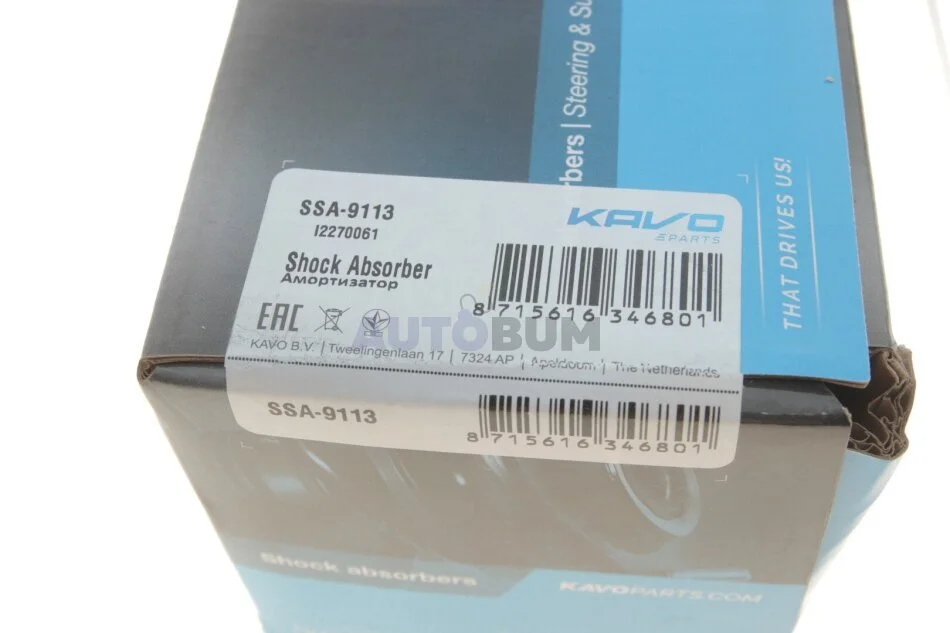 rbers | Steering & Su
THAT DRIVES US!
SSA-9113
I2270061
KAVO
PARTS
Shock Absorber
Амортизатор
8 715616 346801
EAC
AUTOBUM
KAVO B.V. | Tweelingenlaan 17 | 7324 AP | Apeldoorn | The Netherlands
SSA-9113
8 715616 346801
Shock absorbers
KAVOPARTS.COM